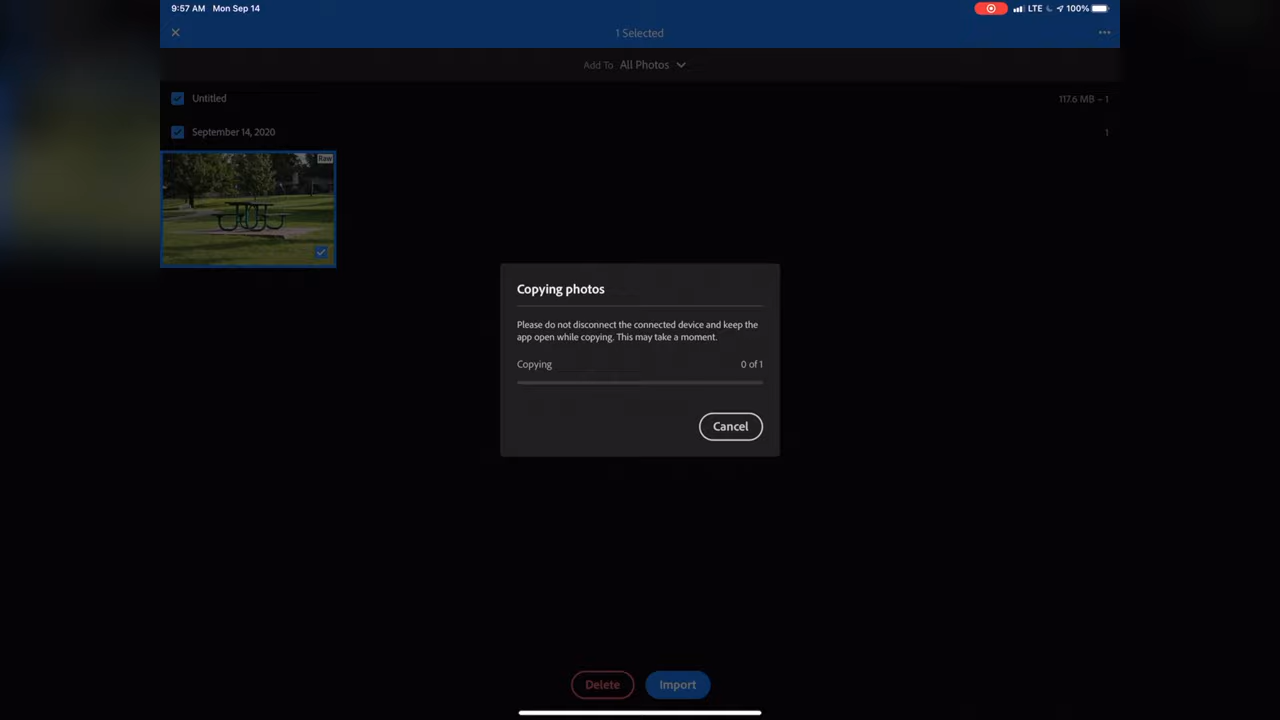 9:57 AM Mon Sep 14
LTE 100%
1 Selected
Add To All Photos
Untitled
117.6 MB – 1
September 14, 2020
1
Raw
Copying photos
Please do not disconnect the connected device and keep the
app open while copying. This may take a moment.
Copying 0 of 1
Cancel
Delete Import